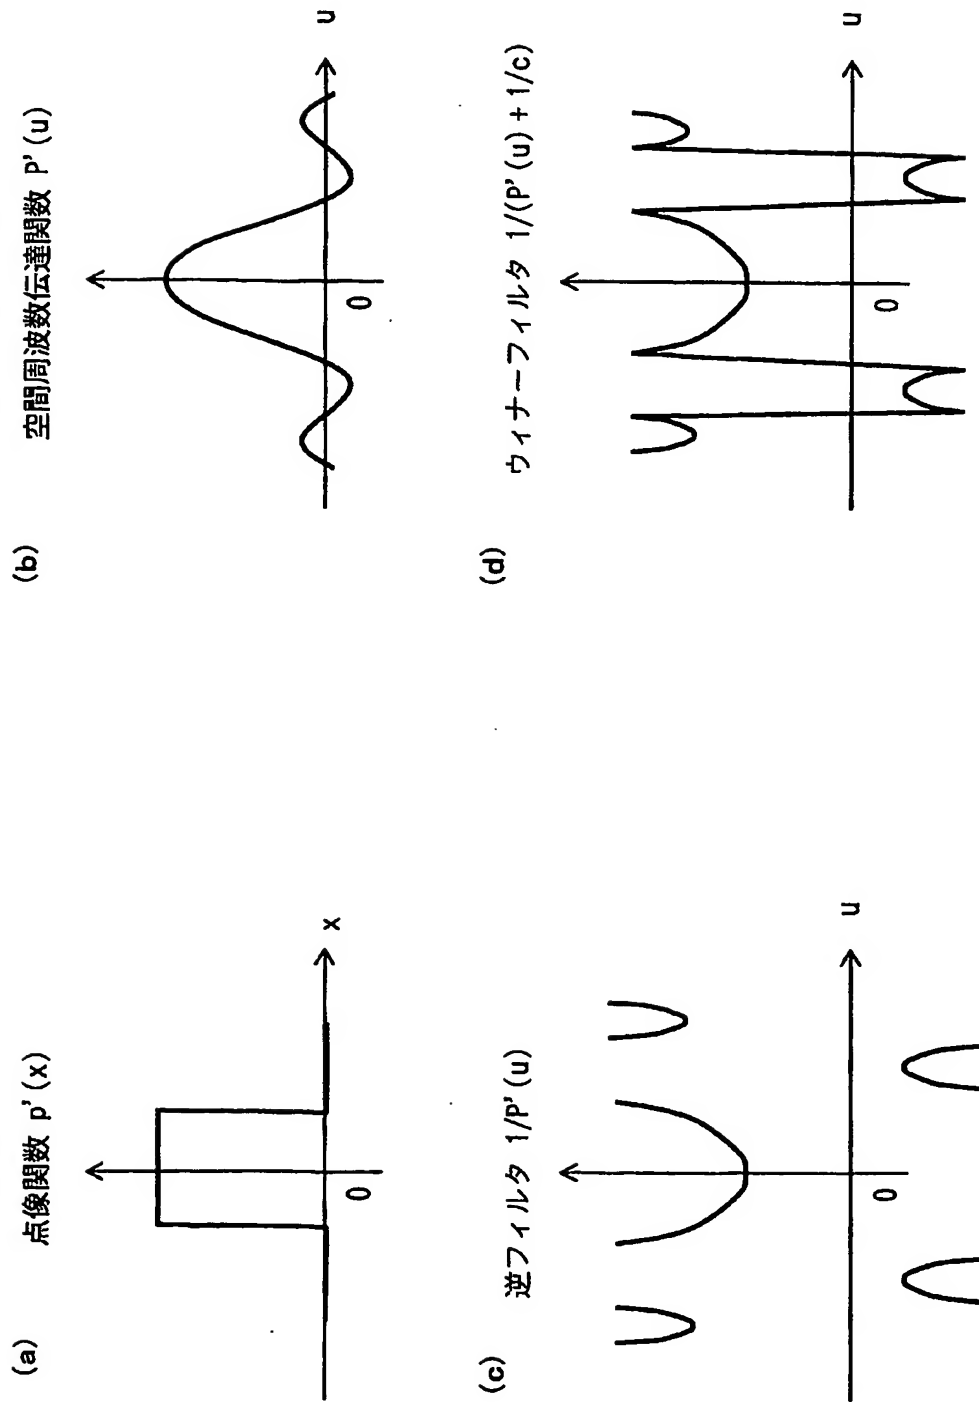 (a)
点像関数 p'(x)
x
0
(b)
空間周波数伝達関数 P'(u)
u
0
(c)
逆フィルタ 1/P'(u)
u
0
(d)
ウィナーフィルタ 1/(P'(u)+1/c)
u
0